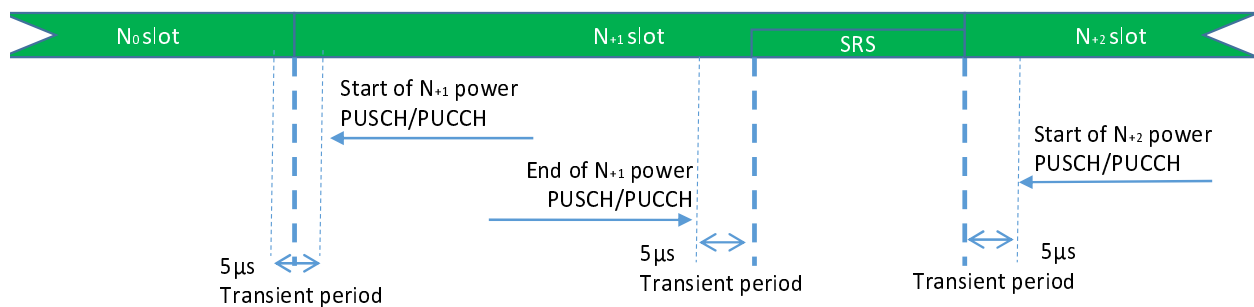 N₀ slot
N₊₁ slot
SRS
N₊₂ slot
Start of N₊₁ power
PUSCH/PUCCH
End of N₊₁ power
PUSCH/PUCCH
Start of N₊₂ power
PUSCH/PUCCH
5µs
Transient period
5µs
Transient period
5µs
Transient period